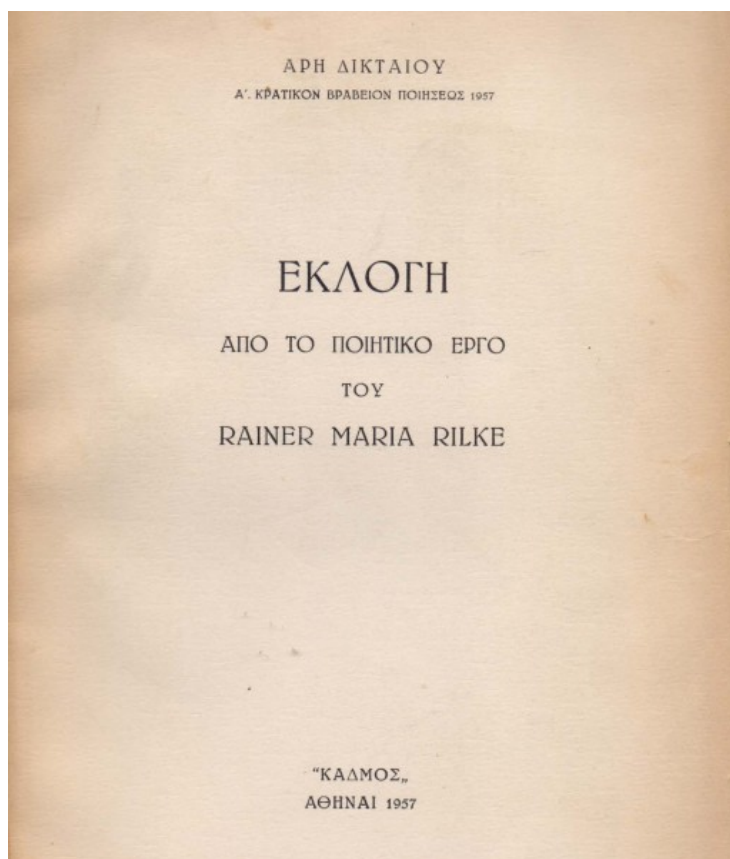 ΑΡΗ ΔΙΚΤΑΙΟΥ
Α΄. ΚΡΑΤΙΚΟΝ ΒΡΑΒΕΙΟΝ ΠΟΙΗΣΕΩΣ 1957
ΕΚΛΟΓΗ
ΑΠΟ ΤΟ ΠΟΙΗΤΙΚΟ ΕΡΓΟ
ΤΟΥ
RAINER MARIA RILKE
“ΚΑΔΜΟΣ„
ΑΘΗΝΑΙ 1957